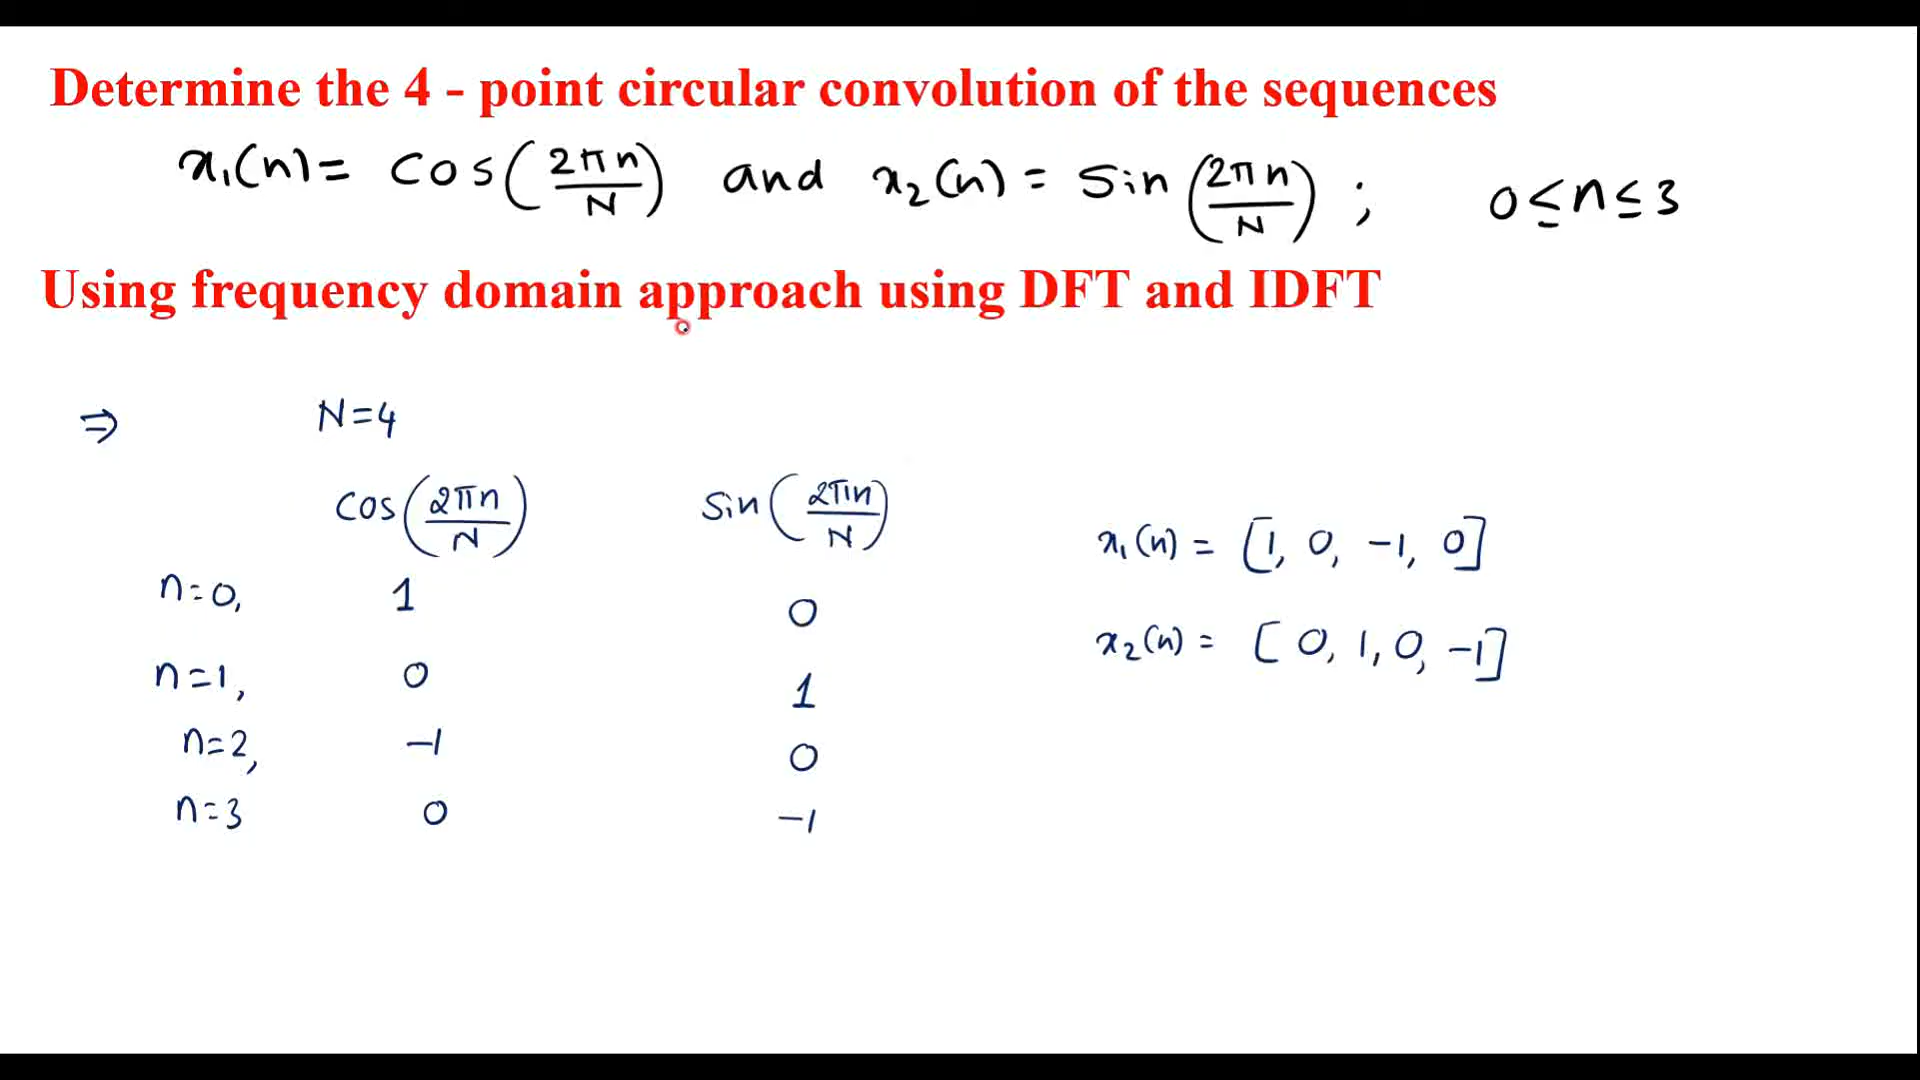 Determine the 4 - point circular convolution of the sequences
x₁(n) = cos(2πn/N) and x₂(n) = sin(2πn/N) ; 0≤n≤3
Using frequency domain approach using DFT and IDFT
⇒ N=4
cos(2πn/N) sin(2πn/N)
n=0, 1 0
n=1, 0 1
n=2, -1 0
n=3 0 -1
x₁(n) = [1, 0, -1, 0]
x₂(n) = [0, 1, 0, -1]